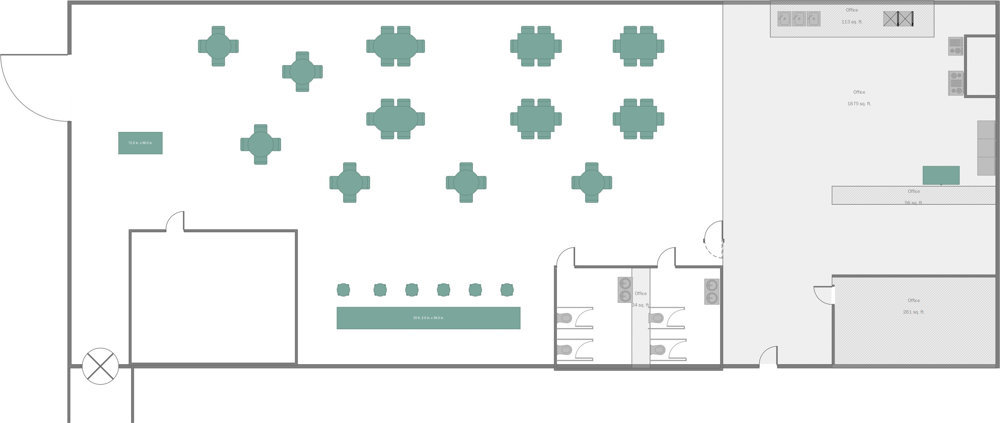 Office
113 sq. ft.
Office
1875 sq. ft.
72.0 in. x 36.0 in.
Office
56 sq. ft.
Office
34 sq. ft.
Office
281 sq. ft.
25 ft. 2.0 in. x 36.0 in.